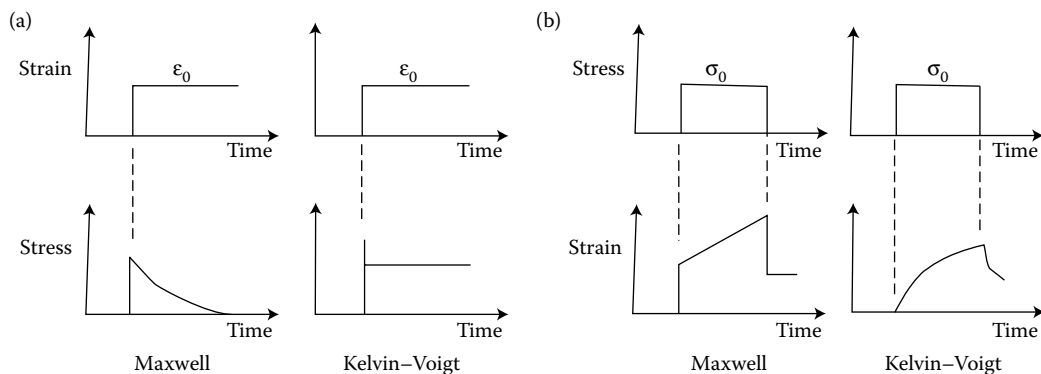 (a)
Strain
ε₀
Time
ε₀
Time
Stress
Time
Maxwell
Time
Kelvin–Voigt
(b)
Stress
σ₀
Time
σ₀
Time
Strain
Time
Maxwell
Time
Kelvin–Voigt